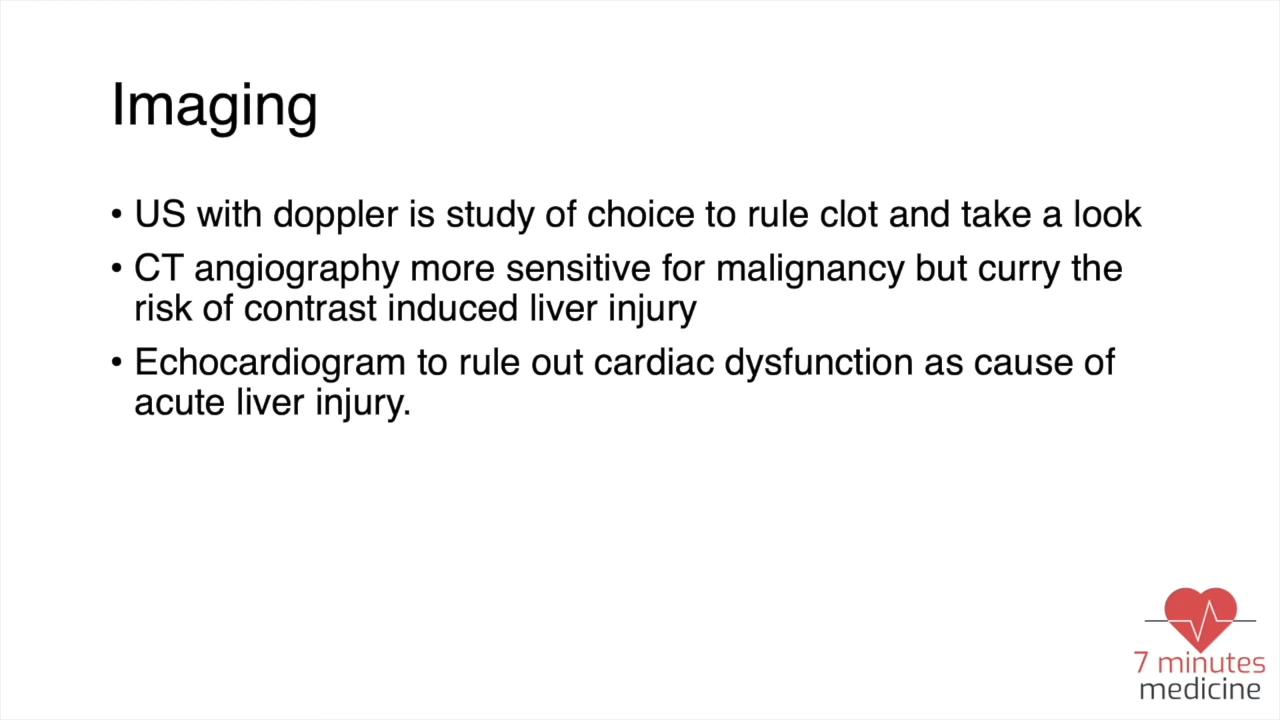 Imaging
• US with doppler is study of choice to rule clot and take a look
• CT angiography more sensitive for malignancy but curry the
risk of contrast induced liver injury
• Echocardiogram to rule out cardiac dysfunction as cause of
acute liver injury.
7 minutes
medicine